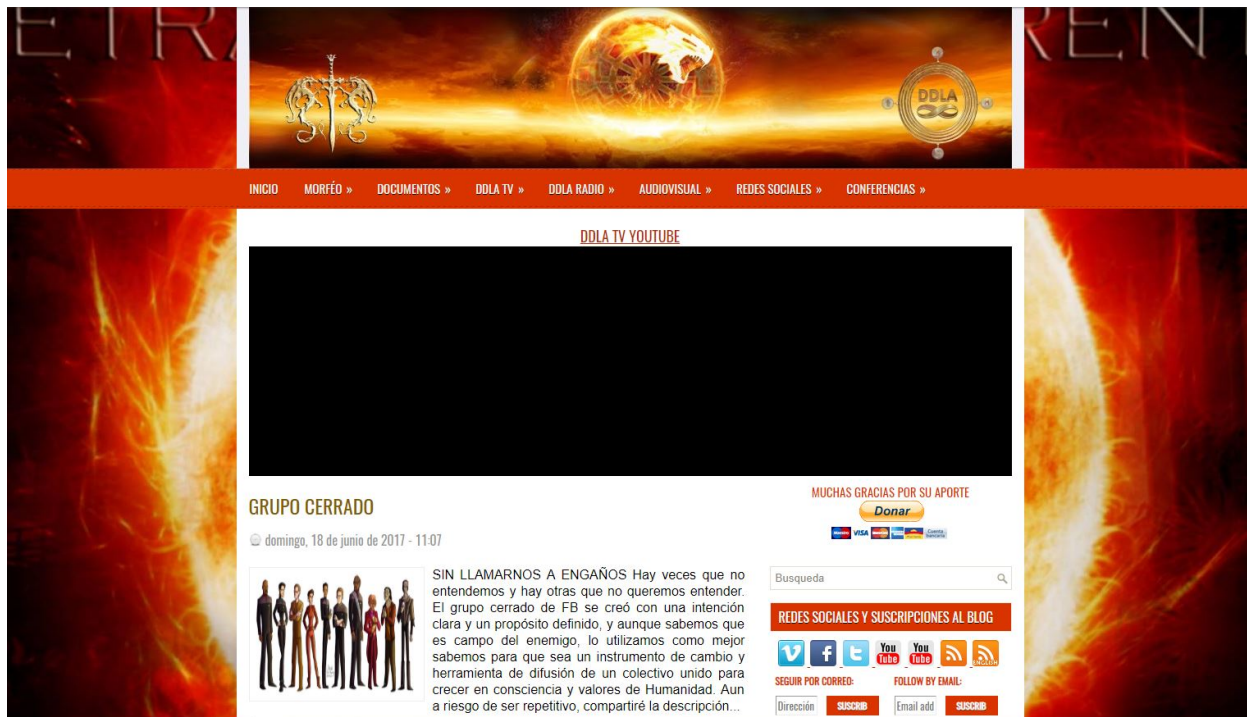 DDLA
INICIO
MORFÉO »
DOCUMENTOS »
DDLA TV »
DDLA RADIO »
AUDIOVISUAL »
REDES SOCIALES »
CONFERENCIAS »
DDLA TV YOUTUBE
GRUPO CERRADO
domingo, 18 de junio de 2017 - 11:07
SIN LLAMARNOS A ENGAÑOS Hay veces que no
entendemos y hay otras que no queremos entender.
El grupo cerrado de FB se creó con una intención
clara y un propósito definido, y aunque sabemos que
es campo del enemigo, lo utilizamos como mejor
sabemos para que sea un instrumento de cambio y
herramienta de difusión de un colectivo unido para
crecer en consciencia y valores de Humanidad. Aun
a riesgo de ser repetitivo, compartiré la descripción...
MUCHAS GRACIAS POR SU APORTE
Donar
VISA
Busqueda
REDES SOCIALES Y SUSCRIPCIONES AL BLOG
You Tube
You Tube
ENGLISH
SEGUIR POR CORREO:
FOLLOW BY EMAIL:
Dirección
SUSCRIB
Email add
SUSCRIB